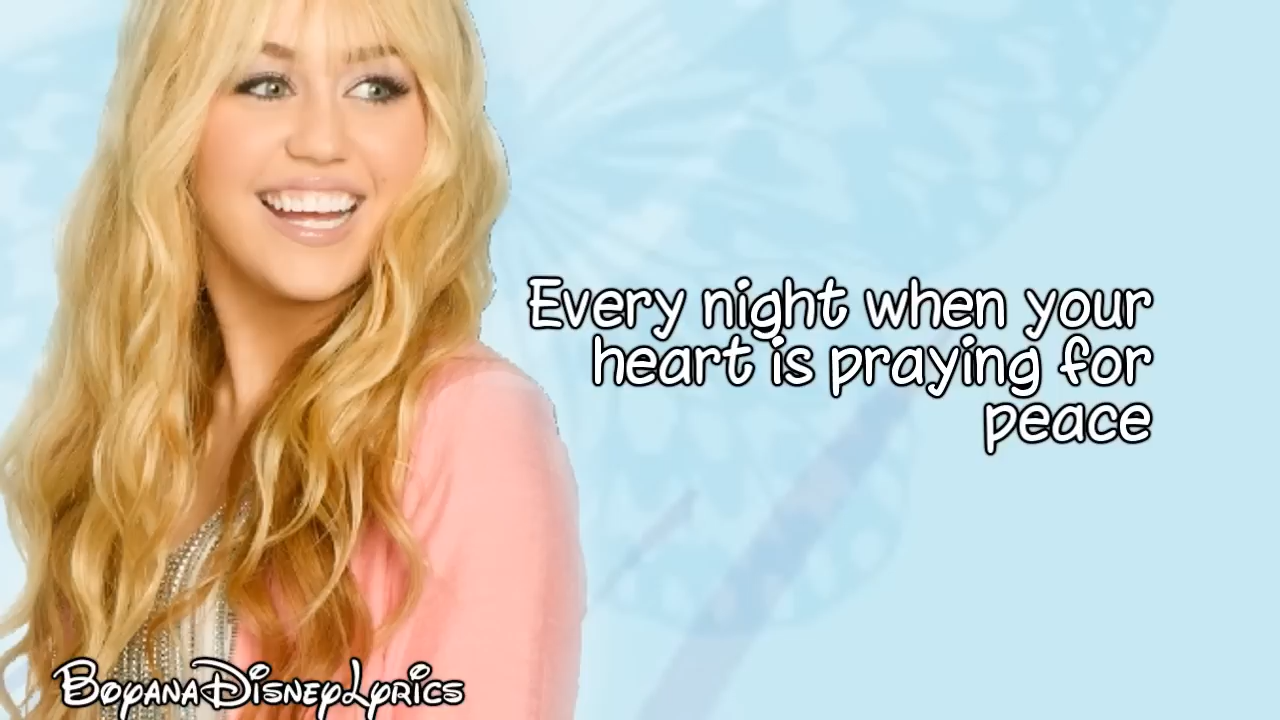 Every night when your
heart is praying for
peace
BoyanaDisneyLyrics